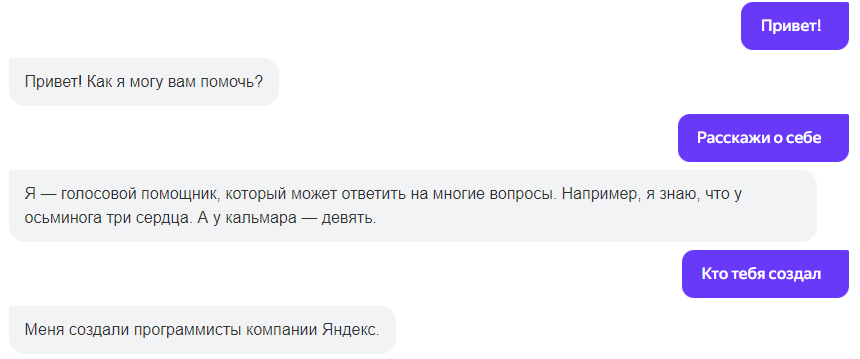 Привет!
Привет! Как я могу вам помочь?
Расскажи о себе
Я — голосовой помощник, который может ответить на многие вопросы. Например, я знаю, что у
осьминога три сердца. А у кальмара — девять.
Кто тебя создал
Меня создали программисты компании Яндекс.